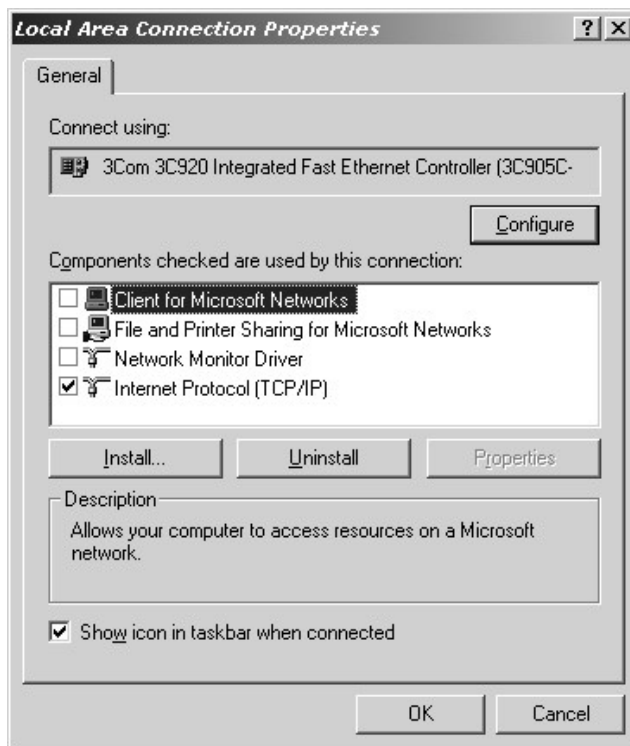 Local Area Connection Properties
General
Connect using:
3Com 3C920 Integrated Fast Ethernet Controller (3C905C-
Configure
Components checked are used by this connection:
Client for Microsoft Networks
File and Printer Sharing for Microsoft Networks
Network Monitor Driver
Internet Protocol (TCP/IP)
Install... Uninstall Properties
Description
Allows your computer to access resources on a Microsoft
network.
Show icon in taskbar when connected
OK Cancel